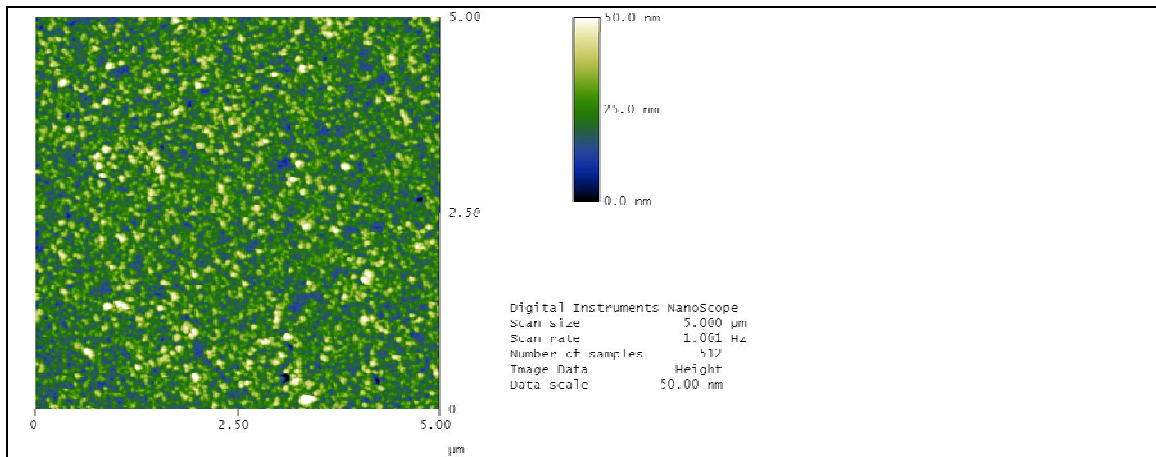 5.00
2.50
0
0 2.50 5.00
μm
50.0 nm
25.0 nm
0.0 nm
Digital Instruments NanoScope
Scan size 5.000 μm
Scan rate 1.001 Hz
Number of samples 512
Image Data Height
Data scale 50.00 nm